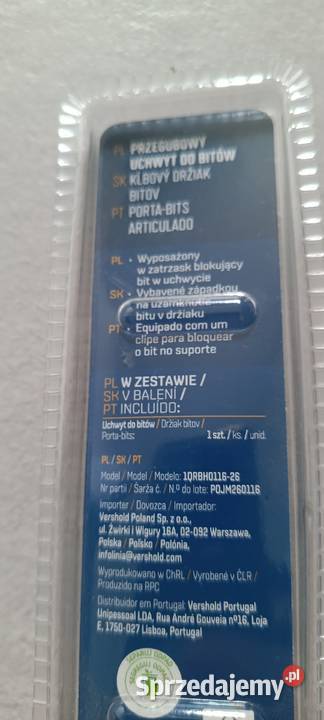 PL PRZEGUBOWY
UCHWYT DO BITÓW
SK KĹBOVÝ DRŽIAK
BITOV
PT PORTA-BITS
ARTICULADO
PL • Wyposażony
w zatrzask blokujący
bit w uchwycie
SK • Vybavené západkou
na uzamknutie
bitu v držiaku
PT • Equipado com um
clipe para bloquear
o bit no suporte
PL W ZESTAWIE /
SK V BALENÍ /
PT INCLUÍDO:
Uchwyt do bitów / Držiak bitov /
Porta-bits: 1 szt. / ks. / unid.
PL / SK / PT
Model / Model / Modelo: 1QRBH0116-26
Nr partii / Šarža č. / N.º do lote: POJM260116
Importer / Dovozca / Importador:
Vershold Poland Sp. z o.o.,
ul. Żwirki i Wigury 16A, 02-092 Warszawa,
Polska / Poľsko / Polónia,
infolinia@vershold.com
Wyprodukowano w ChRL / Vyrobené v ČĽR /
Produzido na RPC
Distribuidor em Portugal: Vershold Portugal
Unipessoal LDA, Rua André Gouveia nº16, Loja
E, 1750-027 Lisboa, Portugal
Sprzedajemy.pl